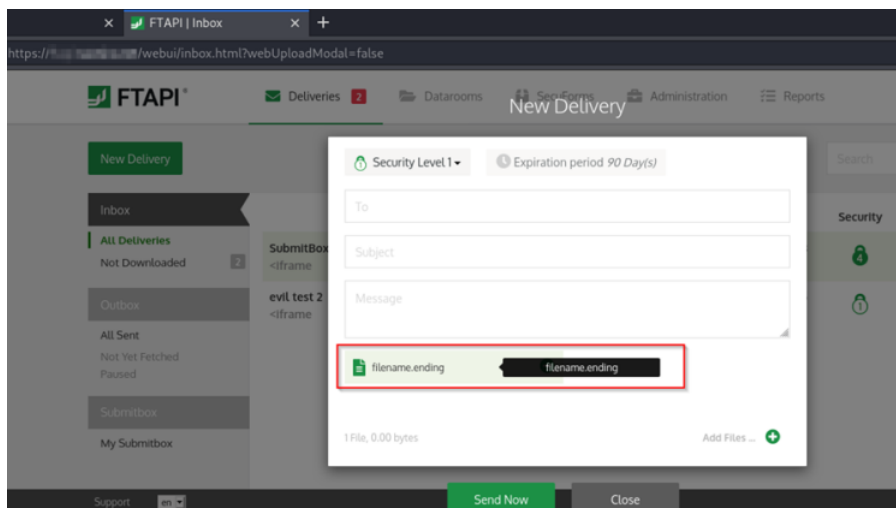 FTAPI | Inbox
https:// /webui/inbox.html?webUploadModal=false
FTAPI®
Deliveries 2 Datarooms SecuForms Administration Reports
New Delivery
New Delivery
Search
Security Level 1 Expiration period 90 Day(s)
Inbox
To
Security
All Deliveries
Not Downloaded 2
SubmitBox
<iframe
4
Subject
evil test 2
<iframe
1
Message
Outbox
All Sent
Not Yet Fetched
Paused
filename.ending filename.ending
Submitbox
My Submitbox
1 File, 0.00 bytes Add Files ...
Support en
Send Now Close